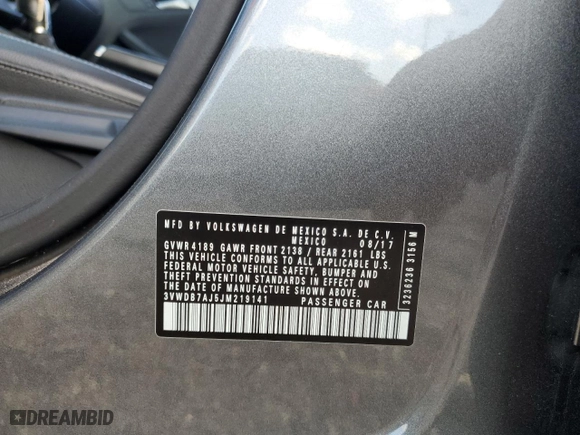 MFD BY VOLKSWAGEN DE MEXICO S.A. DE C.V.
MEXICO 08/17
GVWR 4189 GAWR FRONT 2138 / REAR 2161 LBS
THIS VEHICLE CONFORMS TO ALL APPLICABLE U.S.
FEDERAL MOTOR VEHICLE SAFETY, BUMPER AND
THEFT PREVENTION STANDARDS IN EFFECT ON
THE DATE OF MANUFACTURE SHOWN ABOVE
3VWDB7AJ5JM219141 PASSENGER CAR
3236236 3156 M
DREAMBID